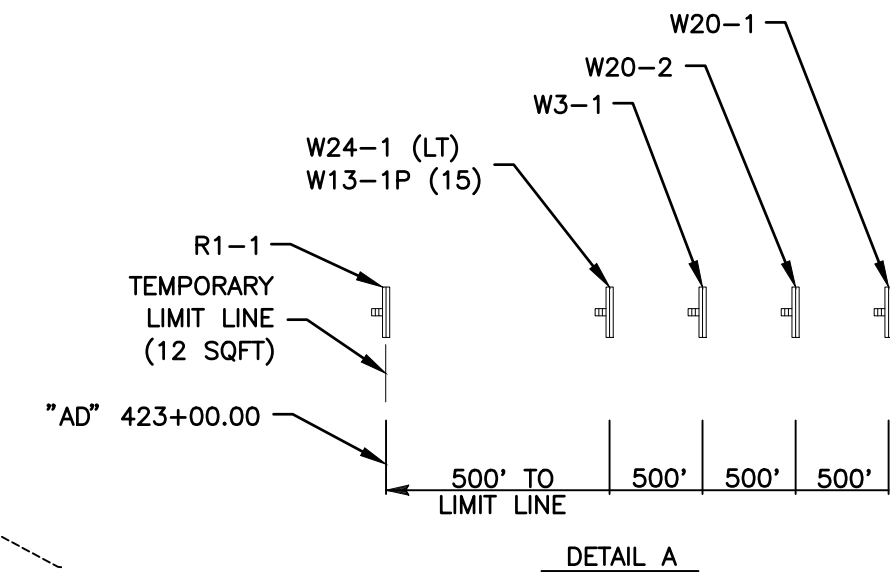 W20-1
W20-2
W3-1
W24-1 (LT)
W13-1P (15)
R1-1
TEMPORARY
LIMIT LINE
(12 SQFT)
"AD" 423+00.00
500' TO
LIMIT LINE
500'
500'
500'
DETAIL A